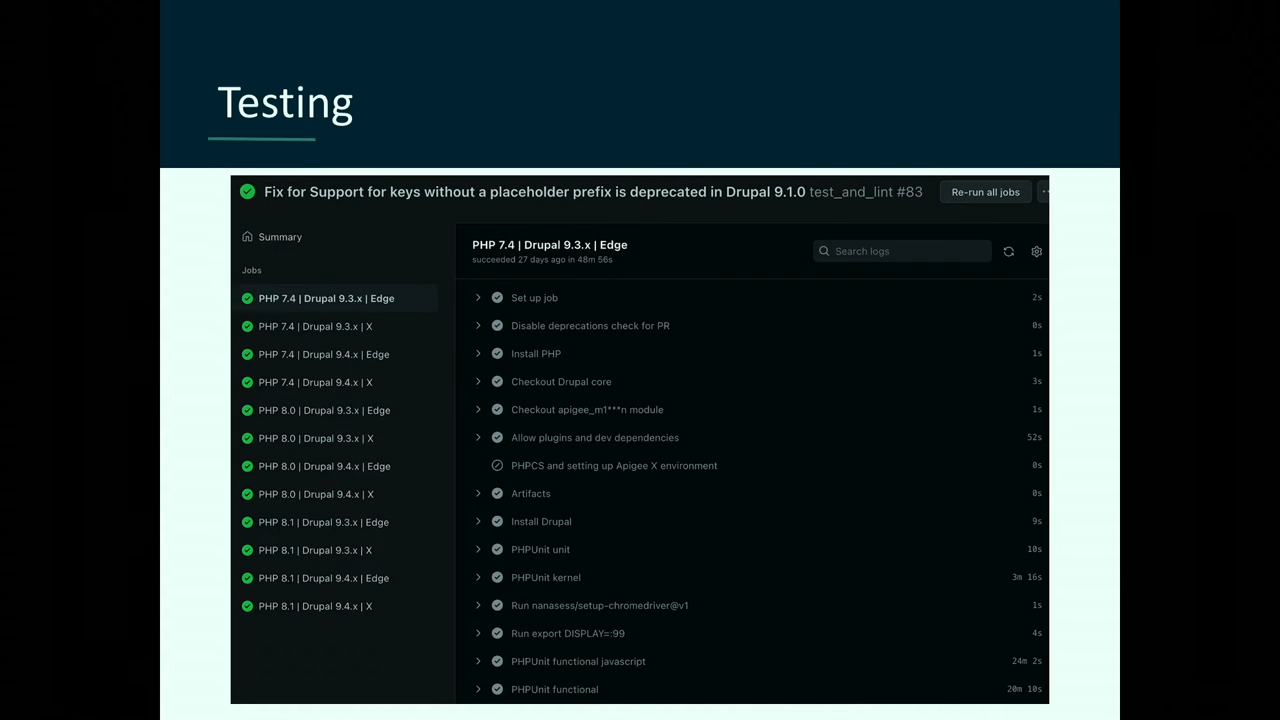 Testing
Fix for Support for keys without a placeholder prefix is deprecated in Drupal 9.1.0 test_and_lint #83
Re-run all jobs
Summary
Jobs
PHP 7.4 | Drupal 9.3.x | Edge
PHP 7.4 | Drupal 9.3.x | X
PHP 7.4 | Drupal 9.4.x | Edge
PHP 7.4 | Drupal 9.4.x | X
PHP 8.0 | Drupal 9.3.x | Edge
PHP 8.0 | Drupal 9.3.x | X
PHP 8.0 | Drupal 9.4.x | Edge
PHP 8.0 | Drupal 9.4.x | X
PHP 8.1 | Drupal 9.3.x | Edge
PHP 8.1 | Drupal 9.3.x | X
PHP 8.1 | Drupal 9.4.x | Edge
PHP 8.1 | Drupal 9.4.x | X
PHP 7.4 | Drupal 9.3.x | Edge
succeeded 27 days ago in 48m 56s
Search logs
Set up job 2s
Disable deprecations check for PR 0s
Install PHP 1s
Checkout Drupal core 3s
Checkout apigee_m1***n module 1s
Allow plugins and dev dependencies 52s
PHPCS and setting up Apigee X environment 0s
Artifacts 0s
Install Drupal 9s
PHPUnit unit 10s
PHPUnit kernel 3m 16s
Run nanasess/setup-chromedriver@v1 1s
Run export DISPLAY=:99 4s
PHPUnit functional javascript 24m 2s
PHPUnit functional 20m 10s